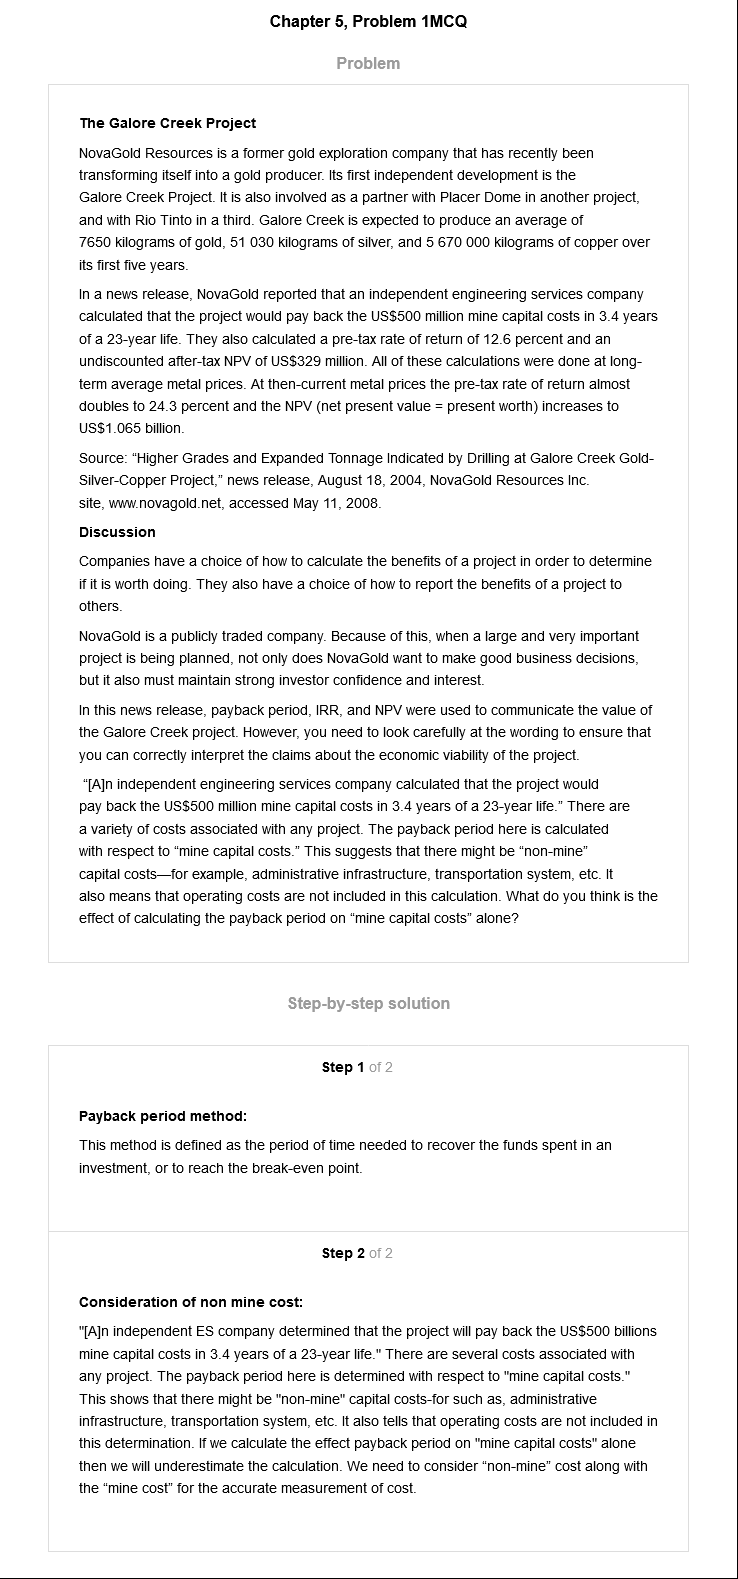 Chapter 5, Problem 1MCQ
Problem
The Galore Creek Project
NovaGold Resources is a former gold exploration company that has recently been
transforming itself into a gold producer. Its first independent development is the
Galore Creek Project. It is also involved as a partner with Placer Dome in another project,
and with Rio Tinto in a third. Galore Creek is expected to produce an average of
7650 kilograms of gold, 51 030 kilograms of silver, and 5 670 000 kilograms of copper over
its first five years.
In a news release, NovaGold reported that an independent engineering services company
calculated that the project would pay back the US$500 million mine capital costs in 3.4 years
of a 23-year life. They also calculated a pre-tax rate of return of 12.6 percent and an
undiscounted after-tax NPV of US$329 million. All of these calculations were done at long-
term average metal prices. At then-current metal prices the pre-tax rate of return almost
doubles to 24.3 percent and the NPV (net present value = present worth) increases to
US$1.065 billion.
Source: “Higher Grades and Expanded Tonnage Indicated by Drilling at Galore Creek Gold-
Silver-Copper Project,” news release, August 18, 2004, NovaGold Resources Inc.
site, www.novagold.net, accessed May 11, 2008.
Discussion
Companies have a choice of how to calculate the benefits of a project in order to determine
if it is worth doing. They also have a choice of how to report the benefits of a project to
others.
NovaGold is a publicly traded company. Because of this, when a large and very important
project is being planned, not only does NovaGold want to make good business decisions,
but it also must maintain strong investor confidence and interest.
In this news release, payback period, IRR, and NPV were used to communicate the value of
the Galore Creek project. However, you need to look carefully at the wording to ensure that
you can correctly interpret the claims about the economic viability of the project.
“[A]n independent engineering services company calculated that the project would
pay back the US$500 million mine capital costs in 3.4 years of a 23-year life.” There are
a variety of costs associated with any project. The payback period here is calculated
with respect to “mine capital costs.” This suggests that there might be “non-mine”
capital costs—for example, administrative infrastructure, transportation system, etc. It
also means that operating costs are not included in this calculation. What do you think is the
effect of calculating the payback period on “mine capital costs” alone?
Step-by-step solution
Step 1 of 2
Payback period method:
This method is defined as the period of time needed to recover the funds spent in an
investment, or to reach the break-even point.
Step 2 of 2
Consideration of non mine cost:
"[A]n independent ES company determined that the project will pay back the US$500 billions
mine capital costs in 3.4 years of a 23-year life." There are several costs associated with
any project. The payback period here is determined with respect to "mine capital costs."
This shows that there might be "non-mine" capital costs-for such as, administrative
infrastructure, transportation system, etc. It also tells that operating costs are not included in
this determination. If we calculate the effect payback period on "mine capital costs" alone
then we will underestimate the calculation. We need to consider “non-mine” cost along with
the “mine cost” for the accurate measurement of cost.